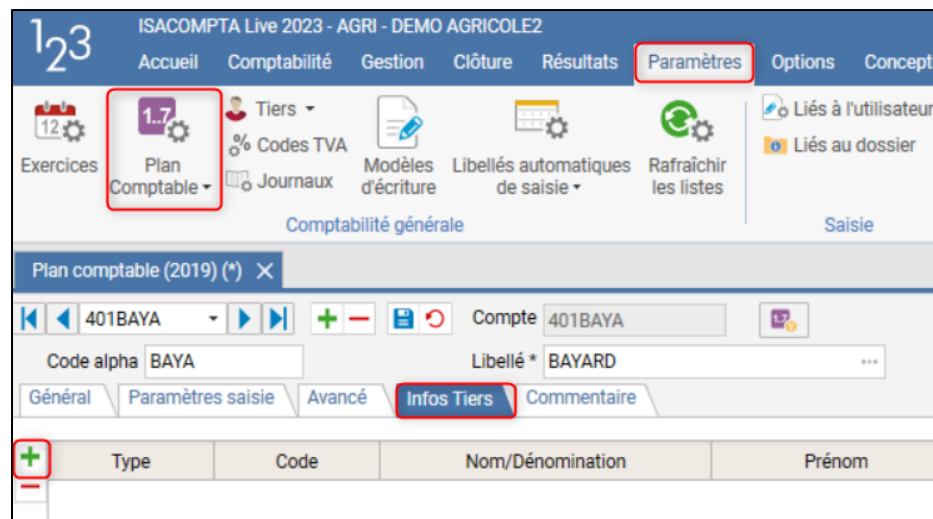 123
ISACOMPTA Live 2023 - AGRI - DEMO AGRICOLE2
Accueil Comptabilité Gestion Clôture Résultats Paramètres Options Concept
12 Exercices
1..7 Plan Comptable
Tiers
% Codes TVA
Journaux
Modèles d'écriture
Libellés automatiques de saisie
Rafraîchir les listes
Liés à l'utilisateur
Liés au dossier
Comptabilité générale Saisie
Plan comptable (2019) (*)
401BAYA Compte 401BAYA
Code alpha BAYA Libellé * BAYARD ...
Général Paramètres saisie Avancé Infos Tiers Commentaire
Type Code Nom/Dénomination Prénom